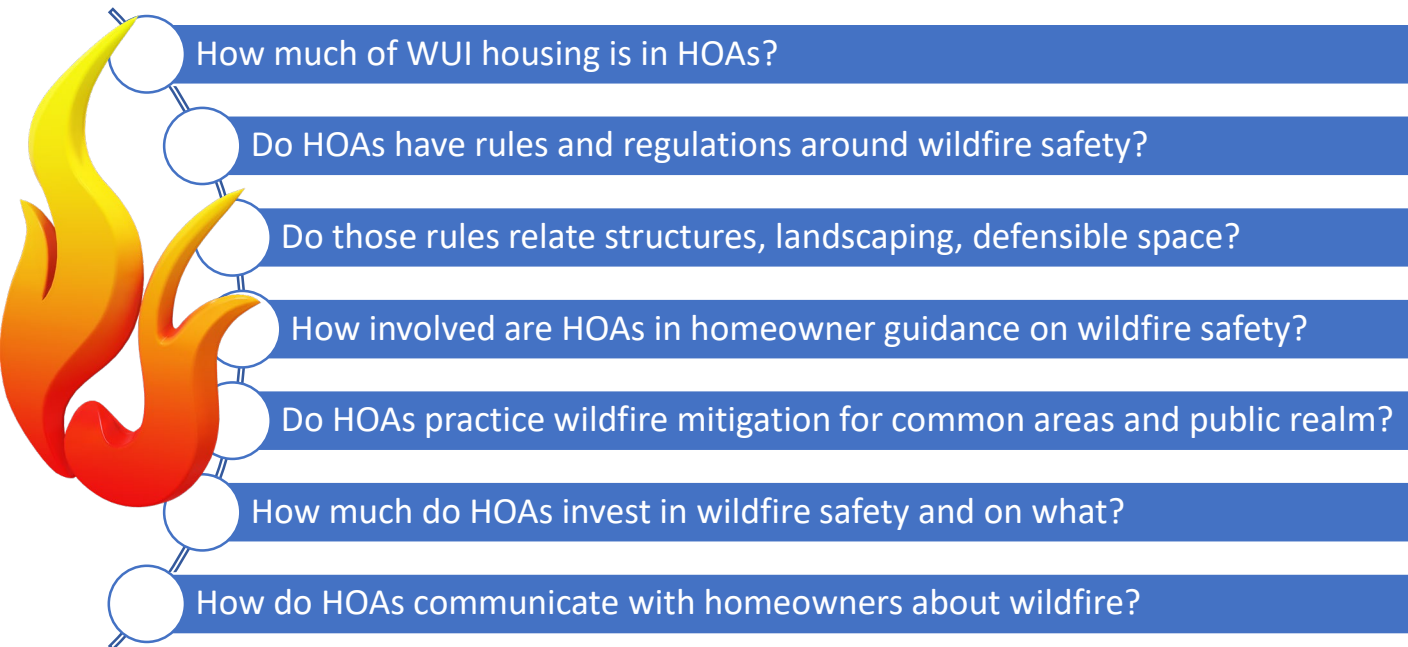 How much of WUI housing is in HOAs?
Do HOAs have rules and regulations around wildfire safety?
Do those rules relate structures, landscaping, defensible space?
How involved are HOAs in homeowner guidance on wildfire safety?
Do HOAs practice wildfire mitigation for common areas and public realm?
How much do HOAs invest in wildfire safety and on what?
How do HOAs communicate with homeowners about wildfire?